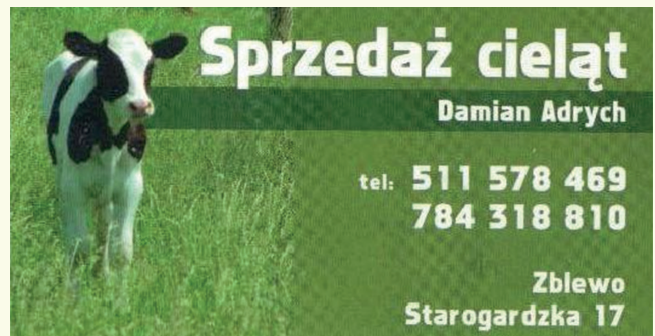 Sprzedaż cieląt
Damian Adrych
tel: 511 578 469
784 318 810
Zblewo
Starogardzka 17